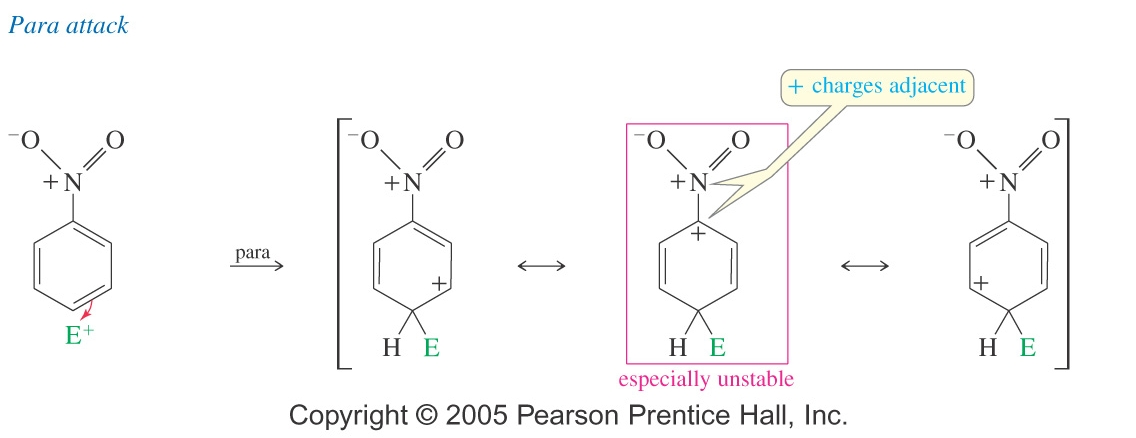 Para attack
+ charges adjacent
⁻O O ⁻O O ⁻O O ⁻O O
+N +N +N +N
+
para
+ +
E⁺
H E H E H E
especially unstable
Copyright © 2005 Pearson Prentice Hall, Inc.